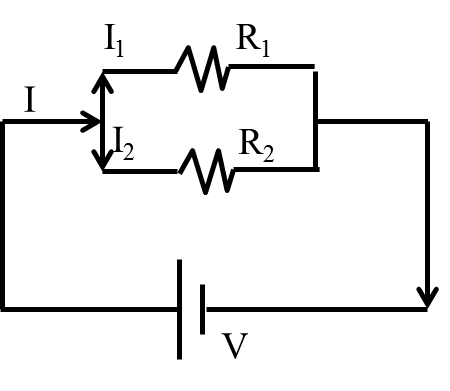 I₁ R₁
I
I₂ R₂
V